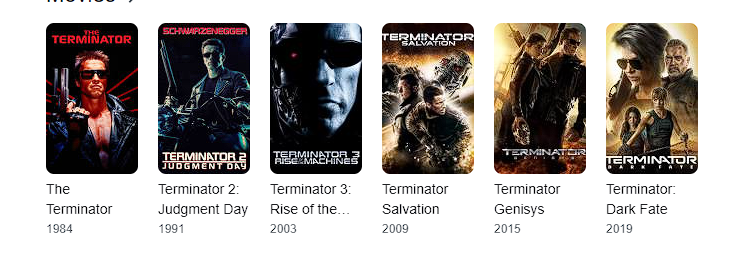 THE
TERMINATOR
SCHWARZENEGGER
TERMINATOR 2
JUDGMENT DAY
TERMINATOR 3
RISE OF THE MACHINES
TERMINATOR
SALVATION
TERMINATOR
GENISYS
TERMINATOR
DARK FATE
The
Terminator
1984
Terminator 2:
Judgment Day
1991
Terminator 3:
Rise of the...
2003
Terminator
Salvation
2009
Terminator
Genisys
2015
Terminator:
Dark Fate
2019